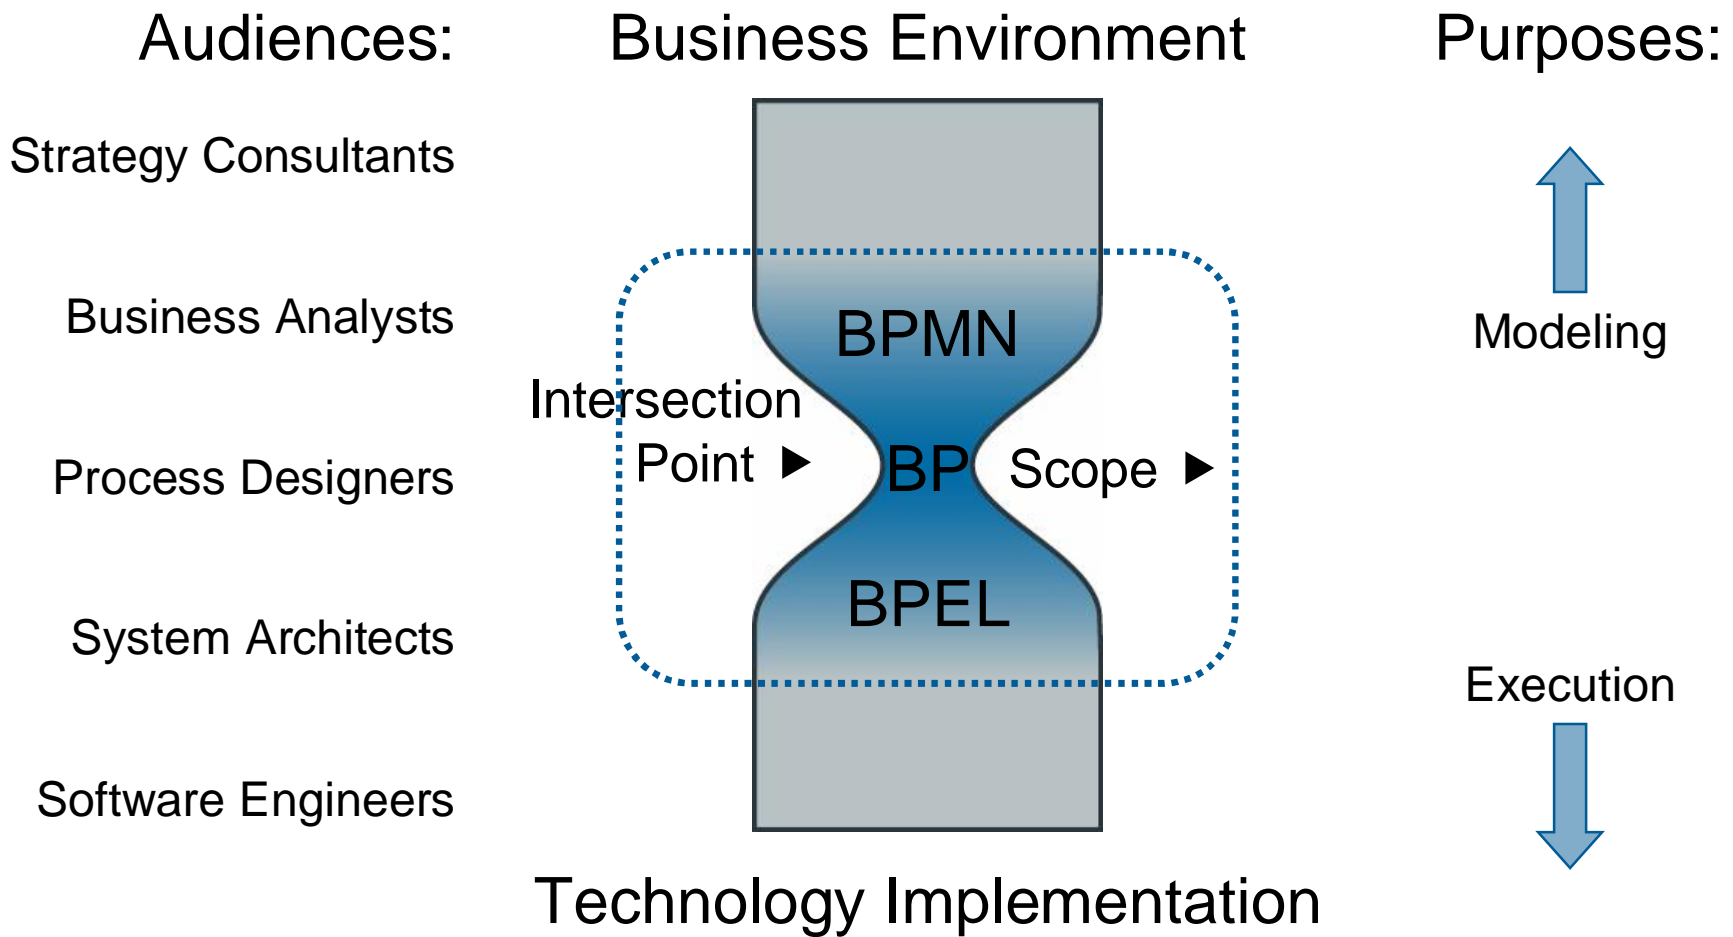 Audiences:
Business Environment
Purposes:
Strategy Consultants
Business Analysts
BPMN
Modeling
Intersection
Point
BP
Scope
Process Designers
BPEL
System Architects
Execution
Software Engineers
Technology Implementation